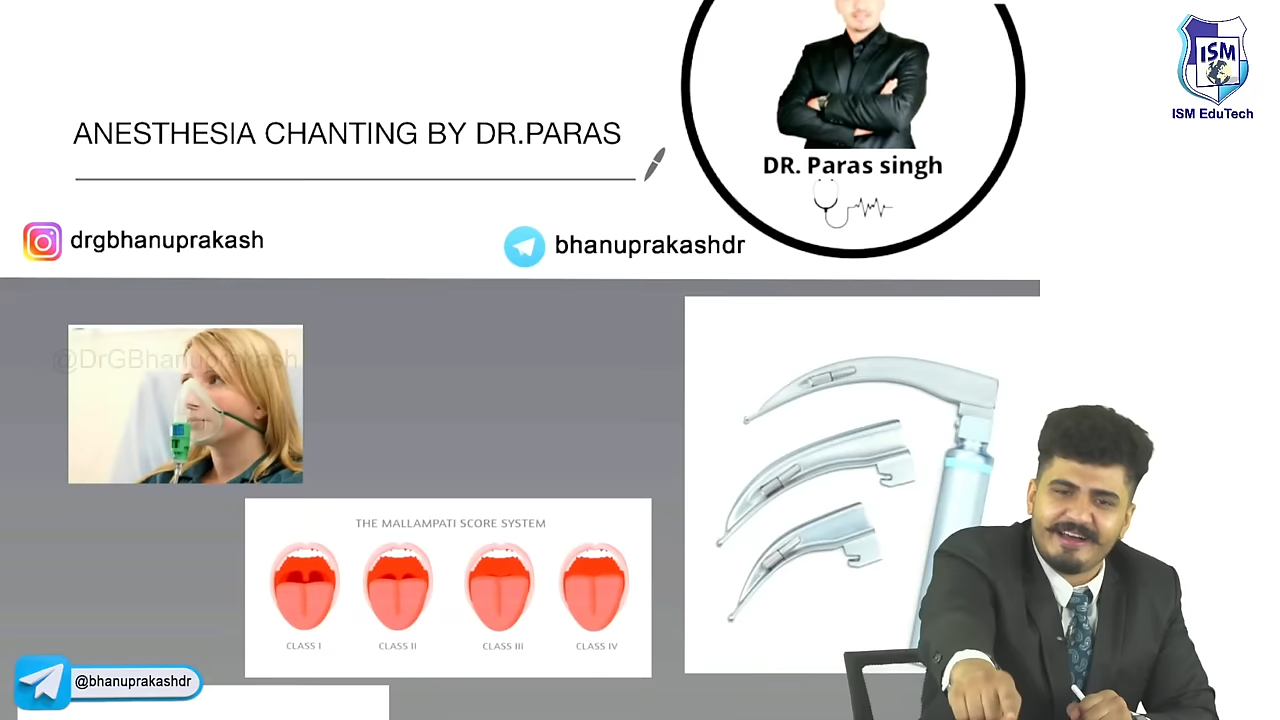 ISM
ISM EduTech
ANESTHESIA CHANTING BY DR.PARAS
DR. Paras singh
drgbhanuprakash
bhanuprakashdr
@DrGBhanuprakash
THE MALLAMPATI SCORE SYSTEM
CLASS I
CLASS II
CLASS III
CLASS IV
@bhanuprakashdr